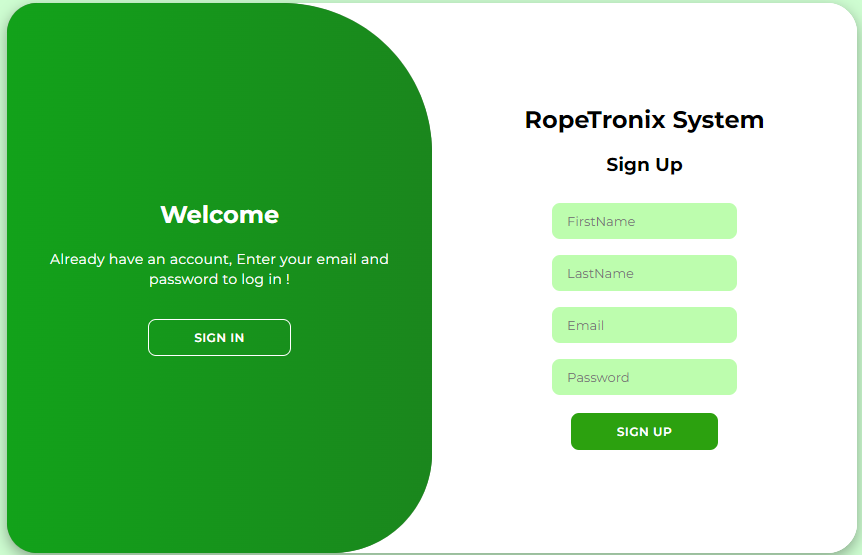 Welcome
Already have an account, Enter your email and
password to log in !
SIGN IN
RopeTronix System
Sign Up
FirstName
LastName
Email
Password
SIGN UP